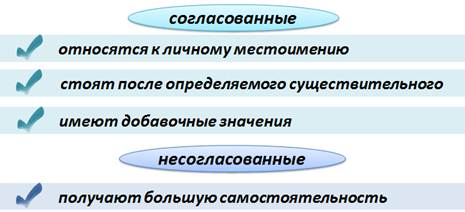 согласованные
относятся к личному местоимению
стоят после определяемого существительного
имеют добавочные значения
несогласованные
получают большую самостоятельность